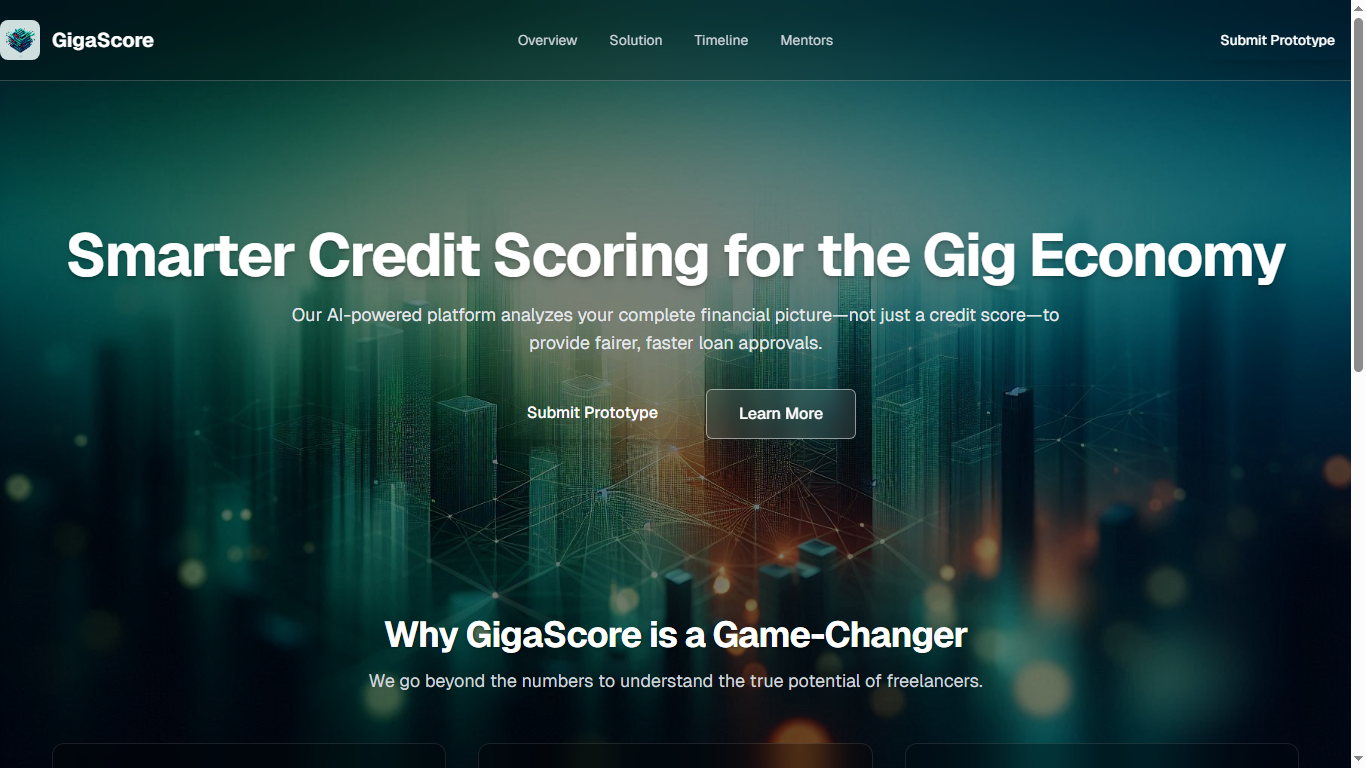 GigaScore
Overview
Solution
Timeline
Mentors
Submit Prototype
Smarter Credit Scoring for the Gig Economy
Our AI-powered platform analyzes your complete financial picture—not just a credit score—to
provide fairer, faster loan approvals.
Submit Prototype
Learn More
Why GigaScore is a Game-Changer
We go beyond the numbers to understand the true potential of freelancers.